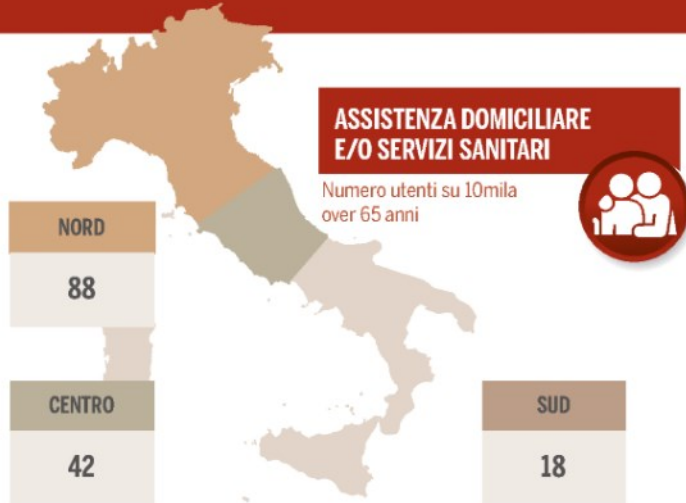 ASSISTENZA DOMICILIARE
E/O SERVIZI SANITARI
Numero utenti su 10mila
over 65 anni
NORD
88
CENTRO
42
SUD
18